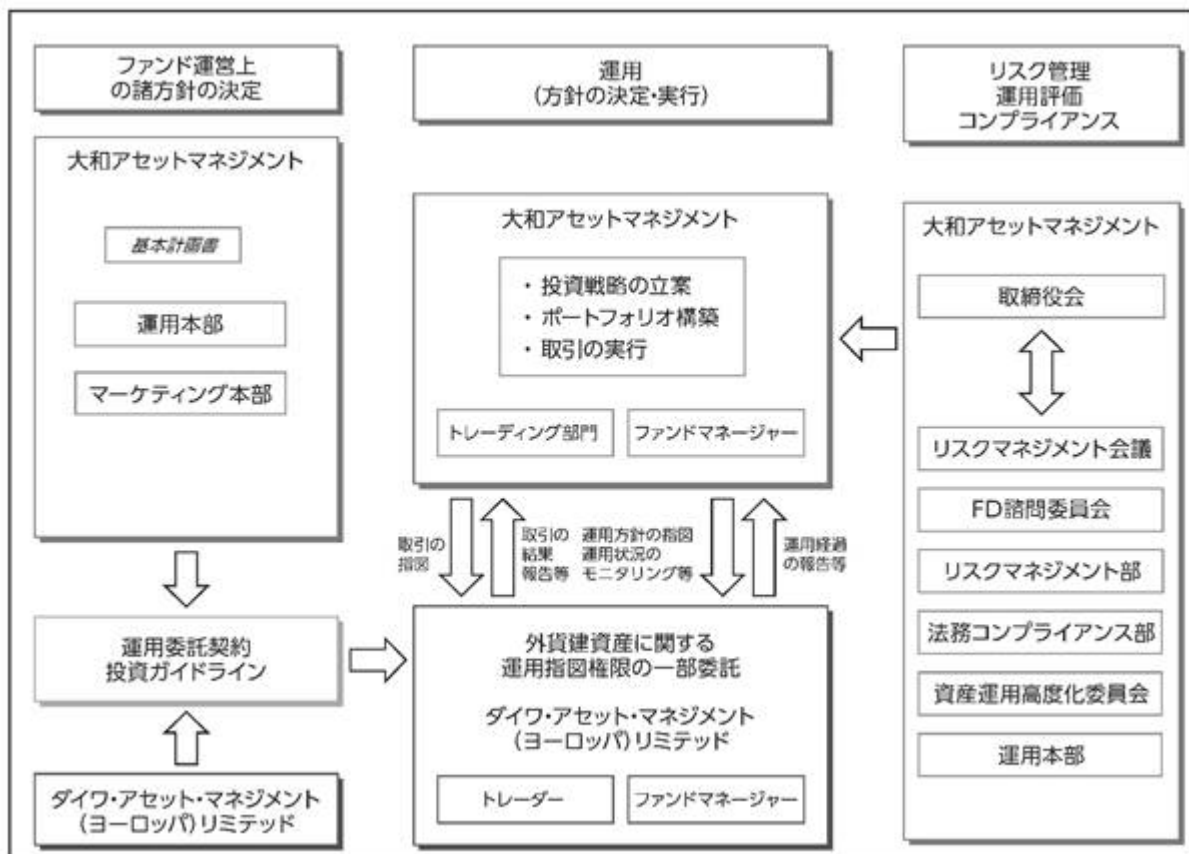 ファンド運営上
の諸方針の決定
大和アセットマネジメント
基本計画書
運用本部
マーケティング本部
運用委託契約
投資ガイドライン
ダイワ・アセット・マネジメント
(ヨーロッパ)リミテッド
運用
(方針の決定・実行)
大和アセットマネジメント
・ 投資戦略の立案
・ ポートフォリオ構築
・ 取引の実行
トレーディング部門
ファンドマネージャー
取引の
指図
取引の
結果
報告等
運用方針の指図
運用状況の
モニタリング等
運用経過
の報告等
外貨建資産に関する
運用指図権限の一部委託
ダイワ・アセット・マネジメント
(ヨーロッパ)リミテッド
トレーダー
ファンドマネージャー
リスク管理
運用評価
コンプライアンス
大和アセットマネジメント
取締役会
リスクマネジメント会議
FD諮問委員会
リスクマネジメント部
法務コンプライアンス部
資産運用高度化委員会
運用本部